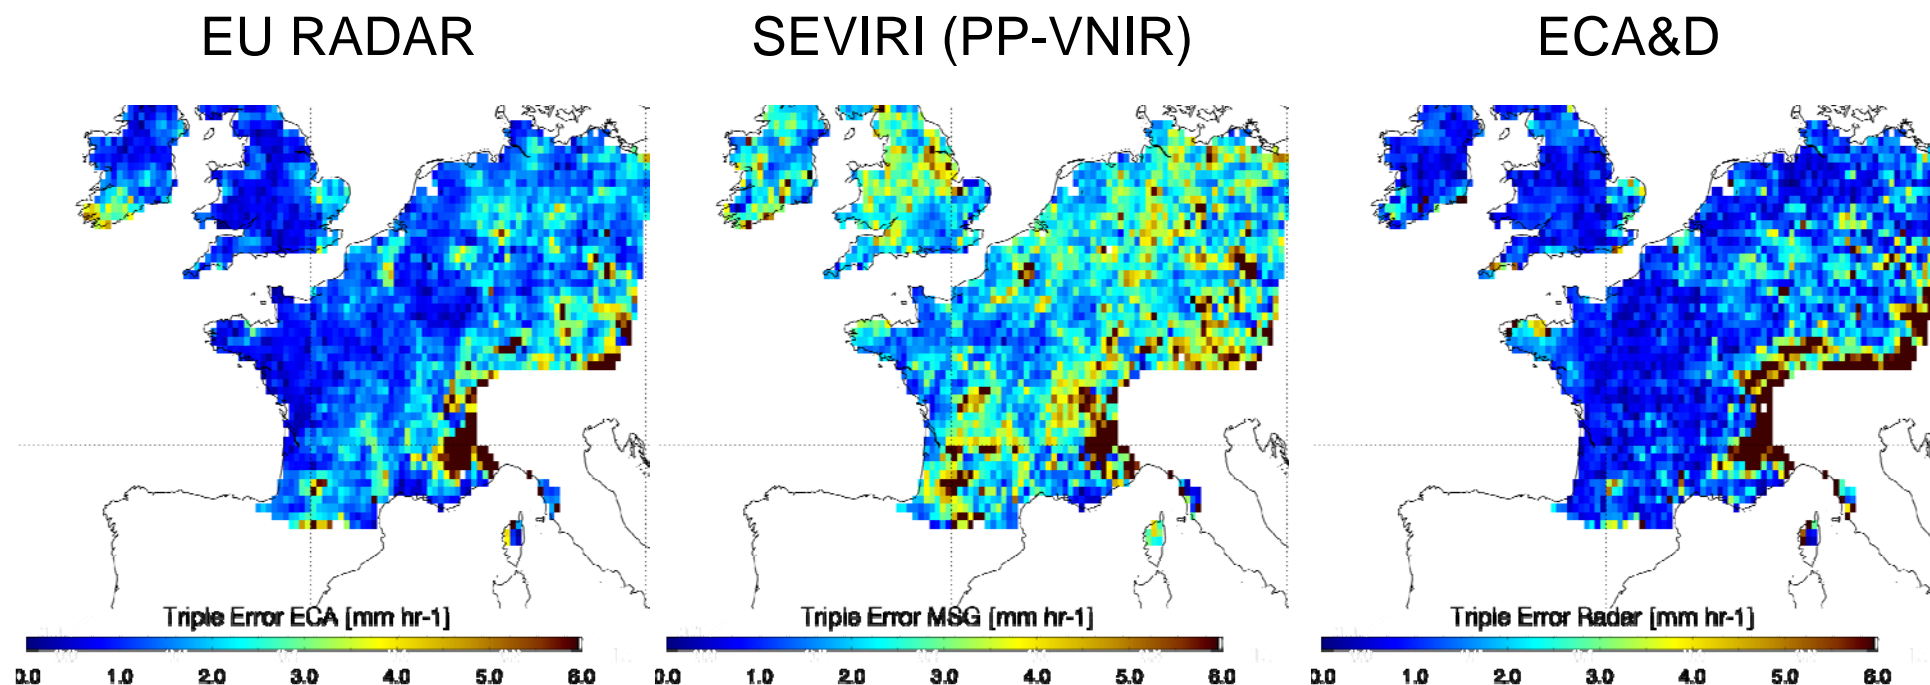 EU RADAR
SEVIRI (PP-VNIR)
ECA&D
Triple Error ECA [mm hr-1]
0.0 1.0 2.0 3.0 4.0 5.0 6.0
Triple Error MSG [mm hr-1]
0.0 1.0 2.0 3.0 4.0 5.0 6.0
Triple Error Radar [mm hr-1]
0.0 1.0 2.0 3.0 4.0 5.0 6.0